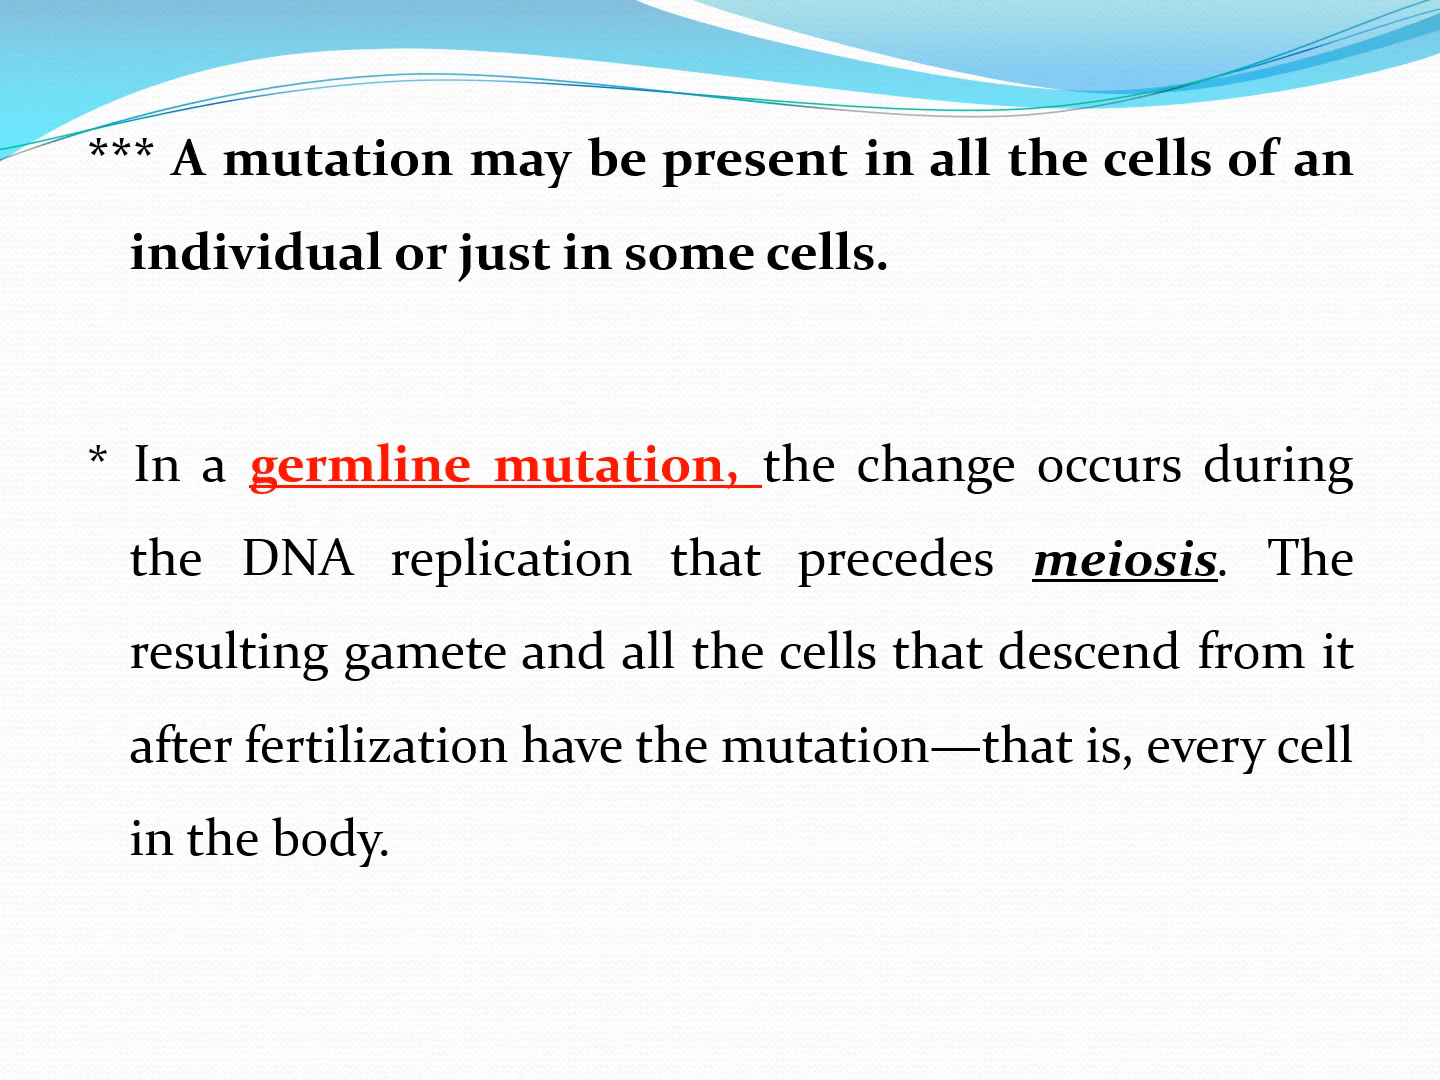 *** A mutation may be present in all the cells of an
individual or just in some cells.
* In a germline mutation, the change occurs during
the DNA replication that precedes meiosis. The
resulting gamete and all the cells that descend from it
after fertilization have the mutation—that is, every cell
in the body.